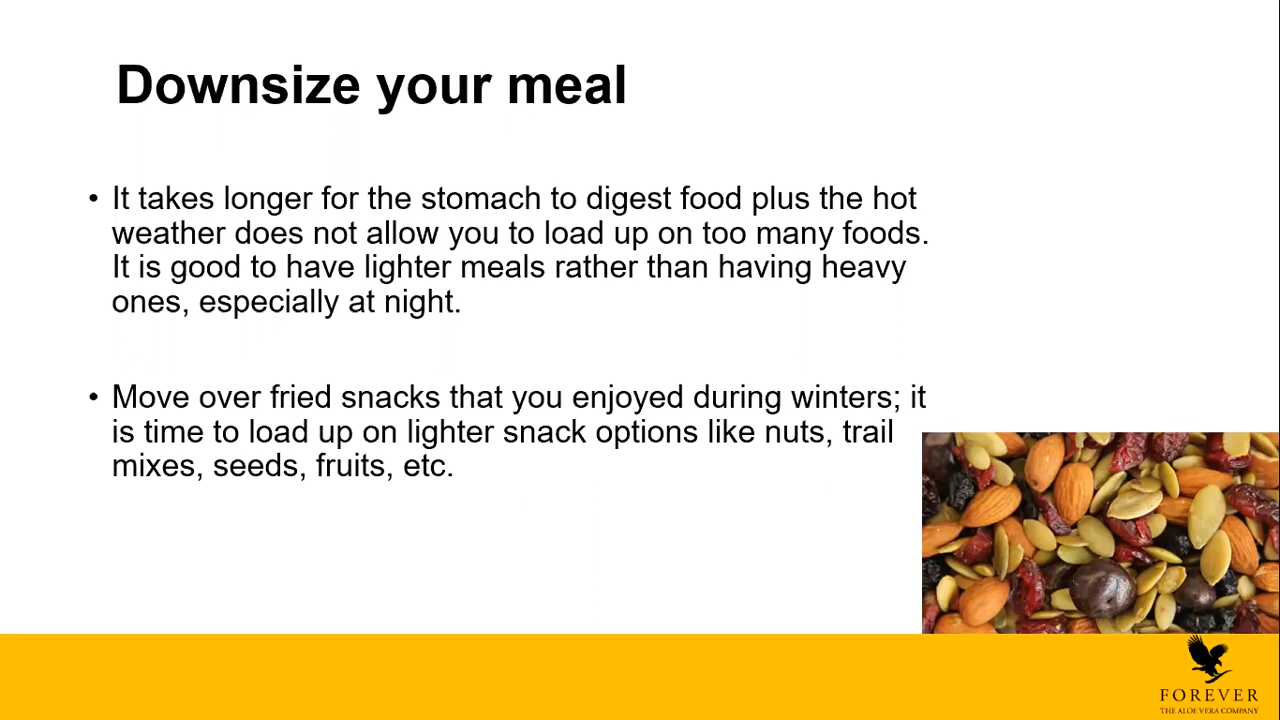 Downsize your meal
• It takes longer for the stomach to digest food plus the hot
weather does not allow you to load up on too many foods.
It is good to have lighter meals rather than having heavy
ones, especially at night.
• Move over fried snacks that you enjoyed during winters; it
is time to load up on lighter snack options like nuts, trail
mixes, seeds, fruits, etc.
FOREVER
THE ALOE VERA COMPANY